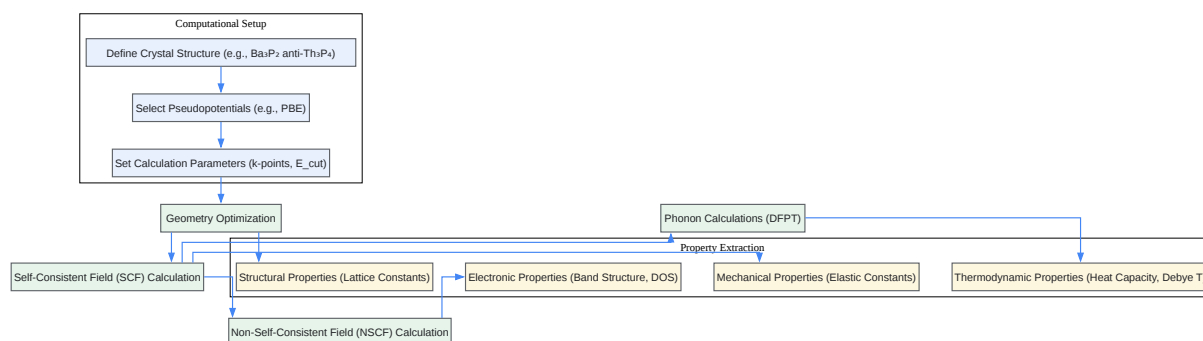 Computational Setup
Define Crystal Structure (e.g., Ba₃P₂ anti-Th₃P₄)
Select Pseudopotentials (e.g., PBE)
Set Calculation Parameters (k-points, E_cut)
Geometry Optimization
Phonon Calculations (DFPT)
Property Extraction
Self-Consistent Field (SCF) Calculation
Structural Properties (Lattice Constants)
Electronic Properties (Band Structure, DOS)
Mechanical Properties (Elastic Constants)
Thermodynamic Properties (Heat Capacity, Debye T
Non-Self-Consistent Field (NSCF) Calculation